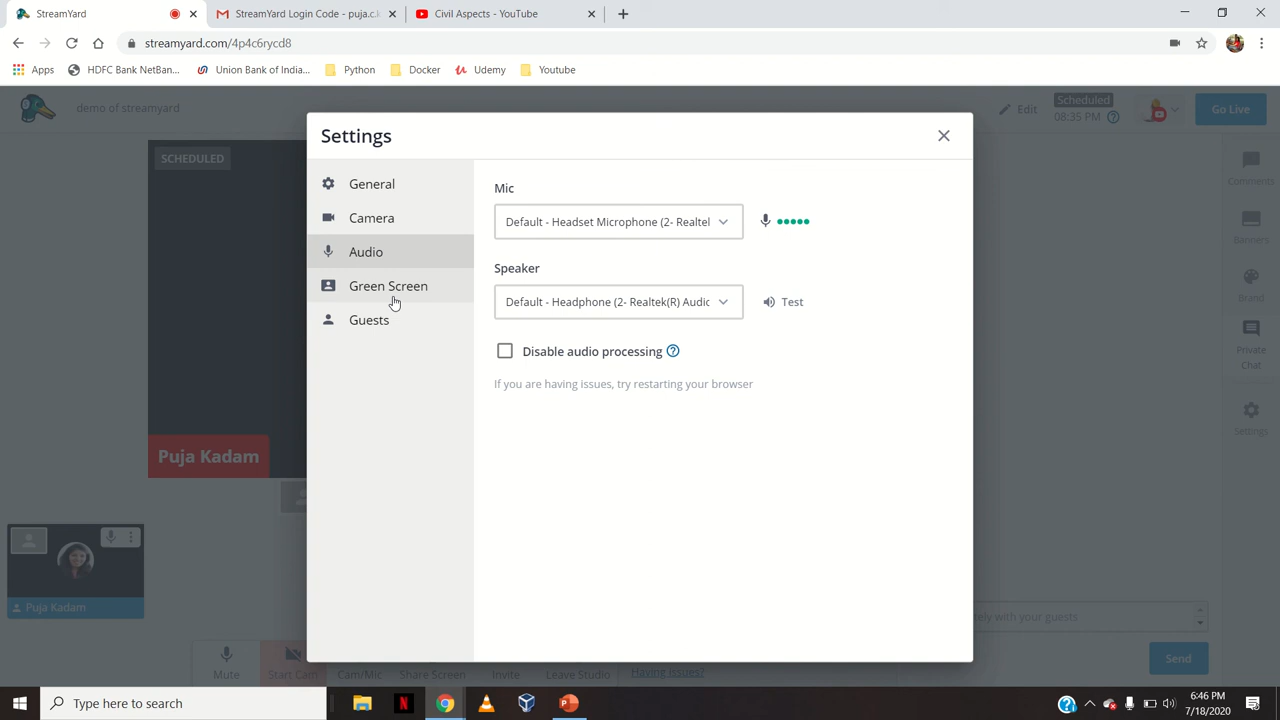 StreamYard
StreamYard Login Code - puja.c.k
Civil Aspects - YouTube
streamyard.com/4p4c6rycd8
Apps
HDFC Bank NetBan...
Union Bank of India...
Python
Docker
Udemy
Youtube
demo of streamyard
Edit
Scheduled
08:35 PM
Go Live
SCHEDULED
Settings
General
Camera
Audio
Green Screen
Guests
Mic
Default - Headset Microphone (2- Realtel
Speaker
Default - Headphone (2- Realtek(R) Audic
Test
Disable audio processing
If you are having issues, try restarting your browser
Comments
Banners
Brand
Private
Chat
Settings
Puja Kadam
Puja Kadam
tely with your guests
Send
Mute
Start Cam
Cam/Mic
Share Screen
Invite
Leave Studio
Having issues?
Type here to search
6:46 PM
7/18/2020